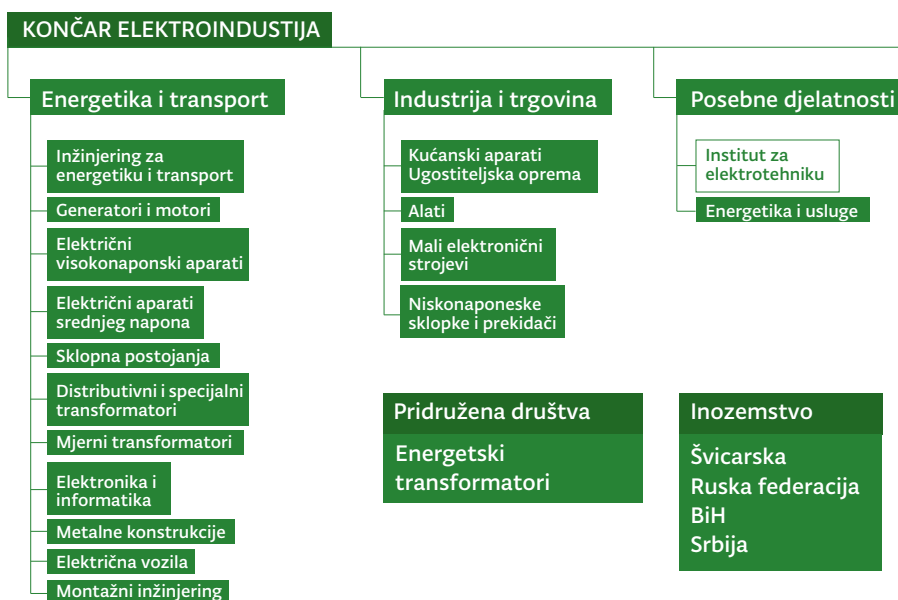 KONČAR ELEKTROINDUSTIJA
Energetika i transport
Inžinjering za
energetiku i transport
Generatori i motori
Električni
visokonaponski aparati
Električni aparati
srednjeg napona
Sklopna postojanja
Distributivni i specijalni
transformatori
Mjerni transformatori
Elektronika i
informatika
Metalne konstrukcije
Električna vozila
Montažni inžinjering
Industrija i trgovina
Kućanski aparati
Ugostiteljska oprema
Alati
Mali elektronični
strojevi
Niskonaponeske
sklopke i prekidači
Posebne djelatnosti
Institut za
elektrotehniku
Energetika i usluge
Pridružena društva
Energetski
transformatori
Inozemstvo
Švicarska
Ruska federacija
BiH
Srbija